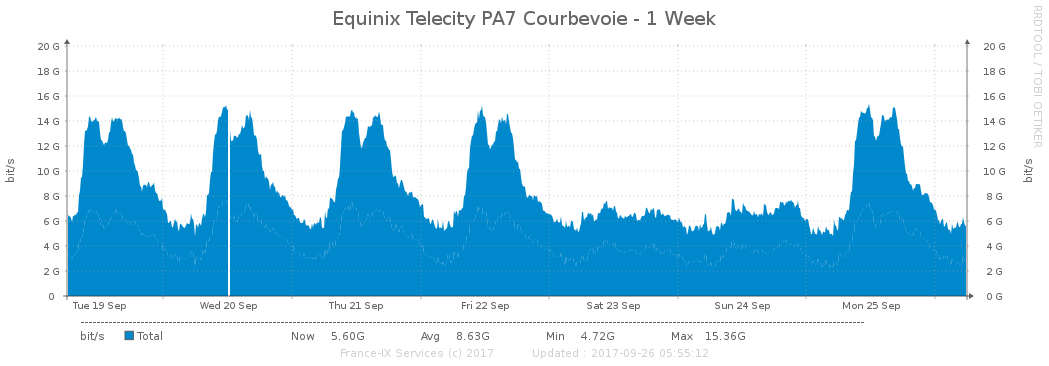 Equinix Telecity PA7 Courbevoie - 1 Week
RRDTOOL / TOBI OETIKER
bit/s
bit/s
20 G 20 G
18 G 18 G
16 G 16 G
14 G 14 G
12 G 12 G
10 G 10 G
8 G 8 G
6 G 6 G
4 G 4 G
2 G 2 G
0 0 G
Tue 19 Sep Wed 20 Sep Thu 21 Sep Fri 22 Sep Sat 23 Sep Sun 24 Sep Mon 25 Sep
bit/s Total Now 5.60G Avg 8.63G Min 4.72G Max 15.36G
France-IX Services (c) 2017 Updated : 2017-09-26 05:55:12